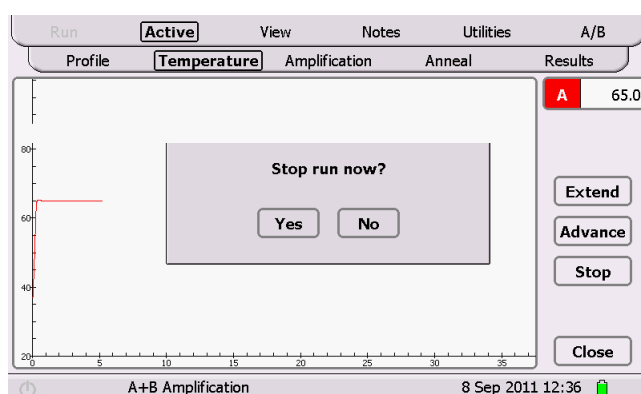 Run Active View Notes Utilities A/B
Profile Temperature Amplification Anneal Results
A 65.0
80
60
40
20
0 5 10 15 20 25 30 35
Stop run now?
Yes No
Extend
Advance
Stop
Close
A+B Amplification 8 Sep 2011 12:36